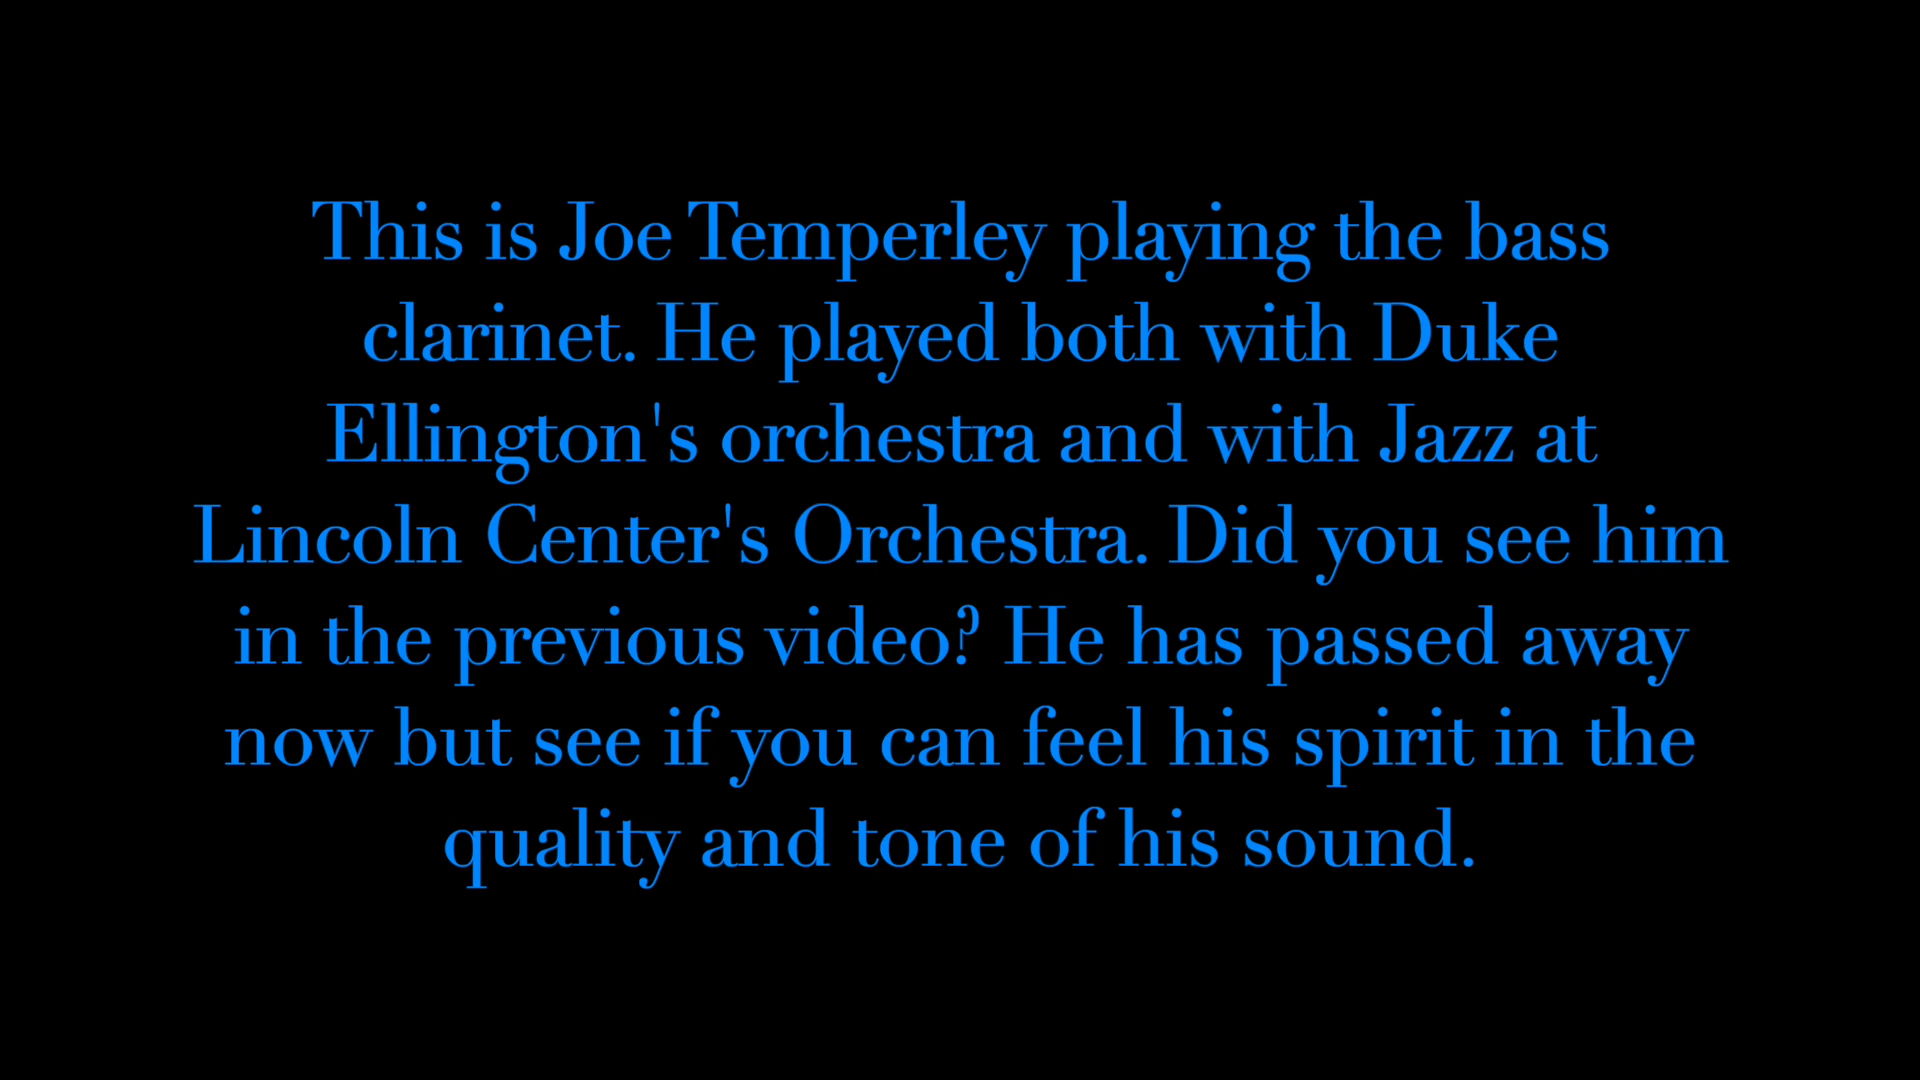 This is Joe Temperley playing the bass
clarinet. He played both with Duke
Ellington's orchestra and with Jazz at
Lincoln Center's Orchestra. Did you see him
in the previous video? He has passed away
now but see if you can feel his spirit in the
quality and tone of his sound.